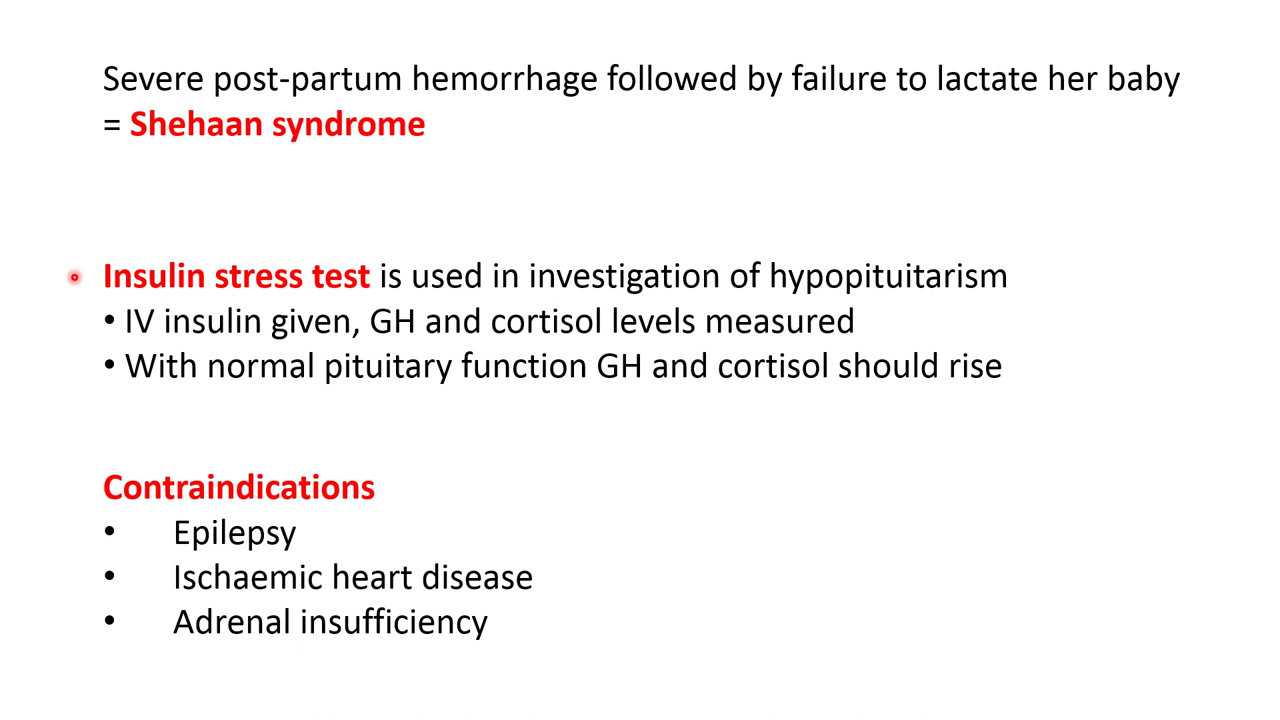 Severe post-partum hemorrhage followed by failure to lactate her baby
= Shehaan syndrome
Insulin stress test is used in investigation of hypopituitarism
• IV insulin given, GH and cortisol levels measured
• With normal pituitary function GH and cortisol should rise
Contraindications
• Epilepsy
• Ischaemic heart disease
• Adrenal insufficiency